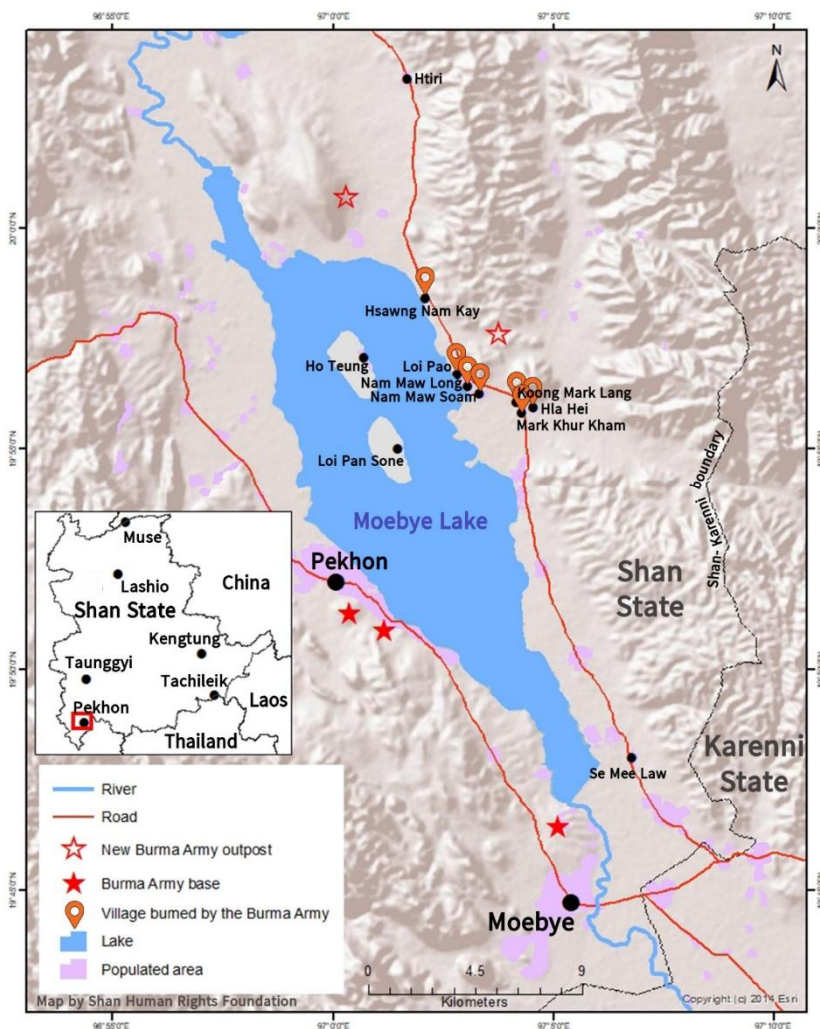 96°55'0"E
97°0'0"E
97°5'0"E
97°10'0"E
N
Htiri
20°0'0"N
Hsawng Nam Kay
Ho Teung
Loi Pao
Nam Maw Long
Koong Mark Lang
Nam Maw Soam
Hla Hei
Mark Khur Kham
19°55'0"N
Loi Pan Sone
Shan- Karenni boundary
Moebye Lake
Pekhon
Shan
State
Muse
China
Lashio
Shan State
Kengtung
Taunggyi
Tachileik
Laos
Pekhon
Thailand
19°50'0"N
Karenni
State
Se Mee Law
River
Road
New Burma Army outpost
Burma Army base
Village burned by the Burma Army
Lake
Populated area
19°45'0"N
Moebye
0
4.5
9
Kilometers
Map by Shan Human Rights Foundation
Copyright (c) 2014 Esri
96°55'0"E
97°0'0"E
97°5'0"E
97°10'0"E